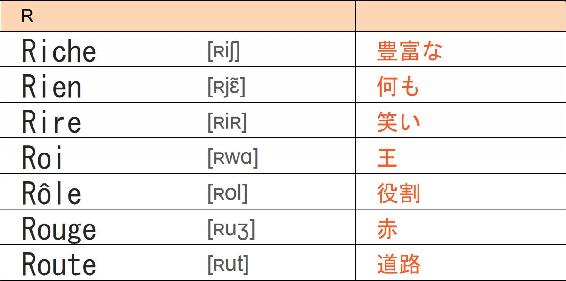 R
Riche [ʀiʃ] 豊富な
Rien [ʀjɛ̃] 何も
Rire [ʀiʀ] 笑い
Roi [ʀwɑ] 王
Rôle [ʀol] 役割
Rouge [ʀuʒ] 赤
Route [ʀut] 道路